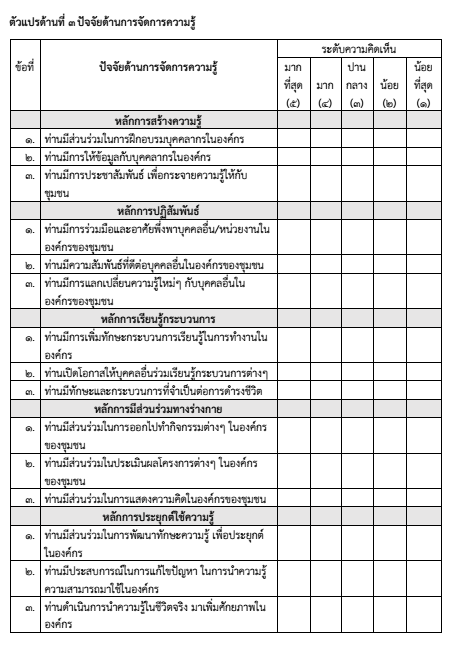 ตัวแปรด้านที่ ๓ ปัจจัยด้านการจัดการความรู้
ข้อที่
ปัจจัยด้านการจัดการความรู้
ระดับความคิดเห็น
มาก
ที่สุด
(๕)
มาก
(๔)
ปาน
กลาง
(๓)
น้อย
(๒)
น้อย
ที่สุด
(๑)
หลักการสร้างความรู้
๑. ท่านมีส่วนร่วมในการฝึกอบรมบุคลากรในองค์กร
๒. ท่านมีการให้ข้อมูลกับบุคคลากรในองค์กร
๓. ท่านมีการประชาสัมพันธ์ เพื่อกระจายความรู้ให้กับ
ชุมชน
หลักการปฏิสัมพันธ์
๑. ท่านมีการร่วมมือและอาศัยพึ่งพาบุคคลอื่น/หน่วยงานใน
องค์กรของชุมชน
๒. ท่านมีความสัมพันธ์ที่ดีต่อบุคคลอื่นในองค์กรของชุมชน
๓. ท่านมีการแลกเปลี่ยนความรู้ใหม่ๆ กับบุคคลอื่นใน
องค์กรของชุมชน
หลักการเรียนรู้กระบวนการ
๑. ท่านมีการเพิ่มทักษะกระบวนการเรียนรู้ในการทำงานใน
องค์กร
๒. ท่านเปิดโอกาสให้บุคคลอื่นร่วมเรียนรู้กระบวนการต่างๆ
๓. ท่านมีทักษะและกระบวนการที่จำเป็นต่อการดำรงชีวิต
หลักการมีส่วนร่วมทางร่างกาย
๑. ท่านมีส่วนร่วมในการออกไปทำกิจกรรมต่างๆ ในองค์กร
ของชุมชน
๒. ท่านมีส่วนร่วมในประเมินผลโครงการต่างๆ ในองค์กร
ของชุมชน
๓. ท่านมีส่วนร่วมในการแสดงความคิดในองค์กรของชุมชน
หลักการประยุกต์ใช้ความรู้
๑. ท่านมีส่วนร่วมในการพัฒนาทักษะความรู้ เพื่อประยุกต์
ในองค์กร
๒. ท่านมีประสบการณ์ในการแก้ไขปัญหา ในการนำความรู้
ความสามารถมาใช้ในองค์กร
๓. ท่านดำเนินการนำความรู้ในชีวิตจริง มาเพิ่มศักยภาพใน
องค์กร